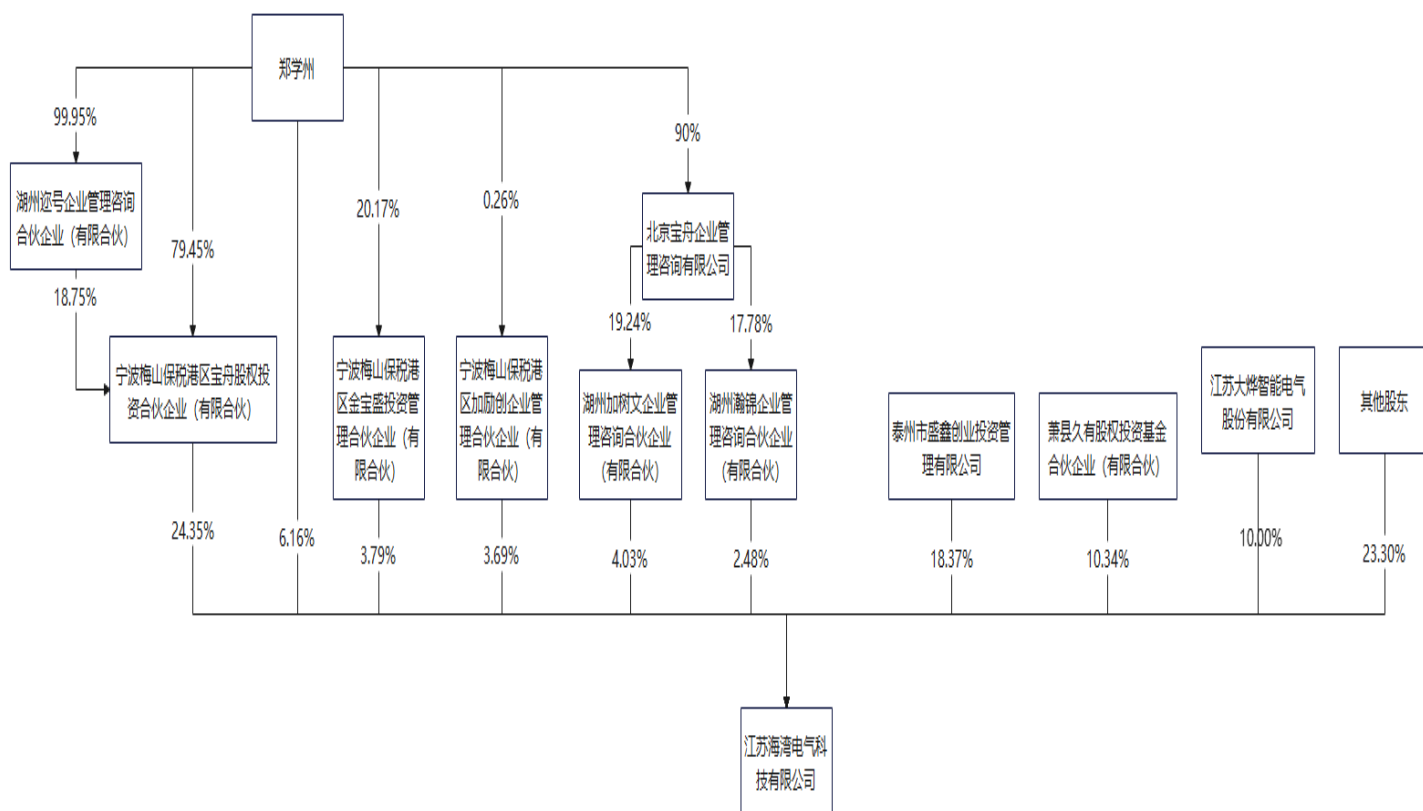 郑学州
99.95%
90%
湖州迩号企业管理咨询
合伙企业（有限合伙）
79.45%
20.17%
0.26%
北京宝舟企业管
理咨询有限公司
18.75%
19.24%
17.78%
宁波梅山保税港区宝舟股权投
资合伙企业（有限合伙）
宁波梅山保税港
区金宝盛投资管
理合伙企业（有
限合伙）
宁波梅山保税港
区加励创企业管
理合伙企业（有
限合伙）
湖州加树文企业管
理咨询合伙企业
（有限合伙）
湖州瀚锦企业管
理咨询合伙企业
（有限合伙）
泰州市盛鑫创业投资管
理有限公司
萧县久有股权投资基金
合伙企业（有限合伙）
江苏大烨智能电气
股份有限公司
其他股东
24.35%
6.16%
3.79%
3.69%
4.03%
2.48%
18.37%
10.34%
10.00%
23.30%
江苏海湾电气科
技有限公司